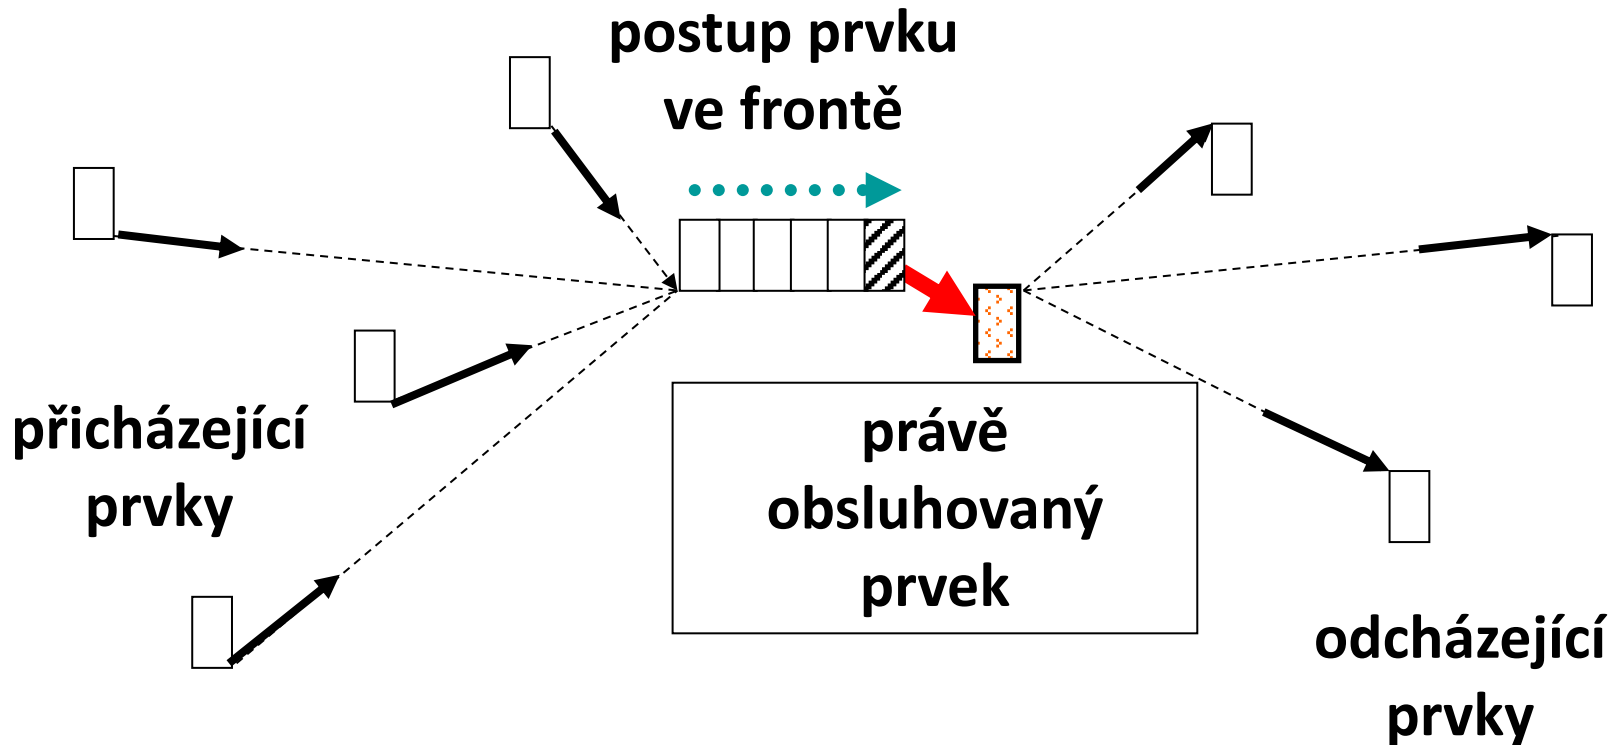 postup prvku
ve frontě
přicházející
prvky
právě
obsluhovaný
prvek
odcházející
prvky